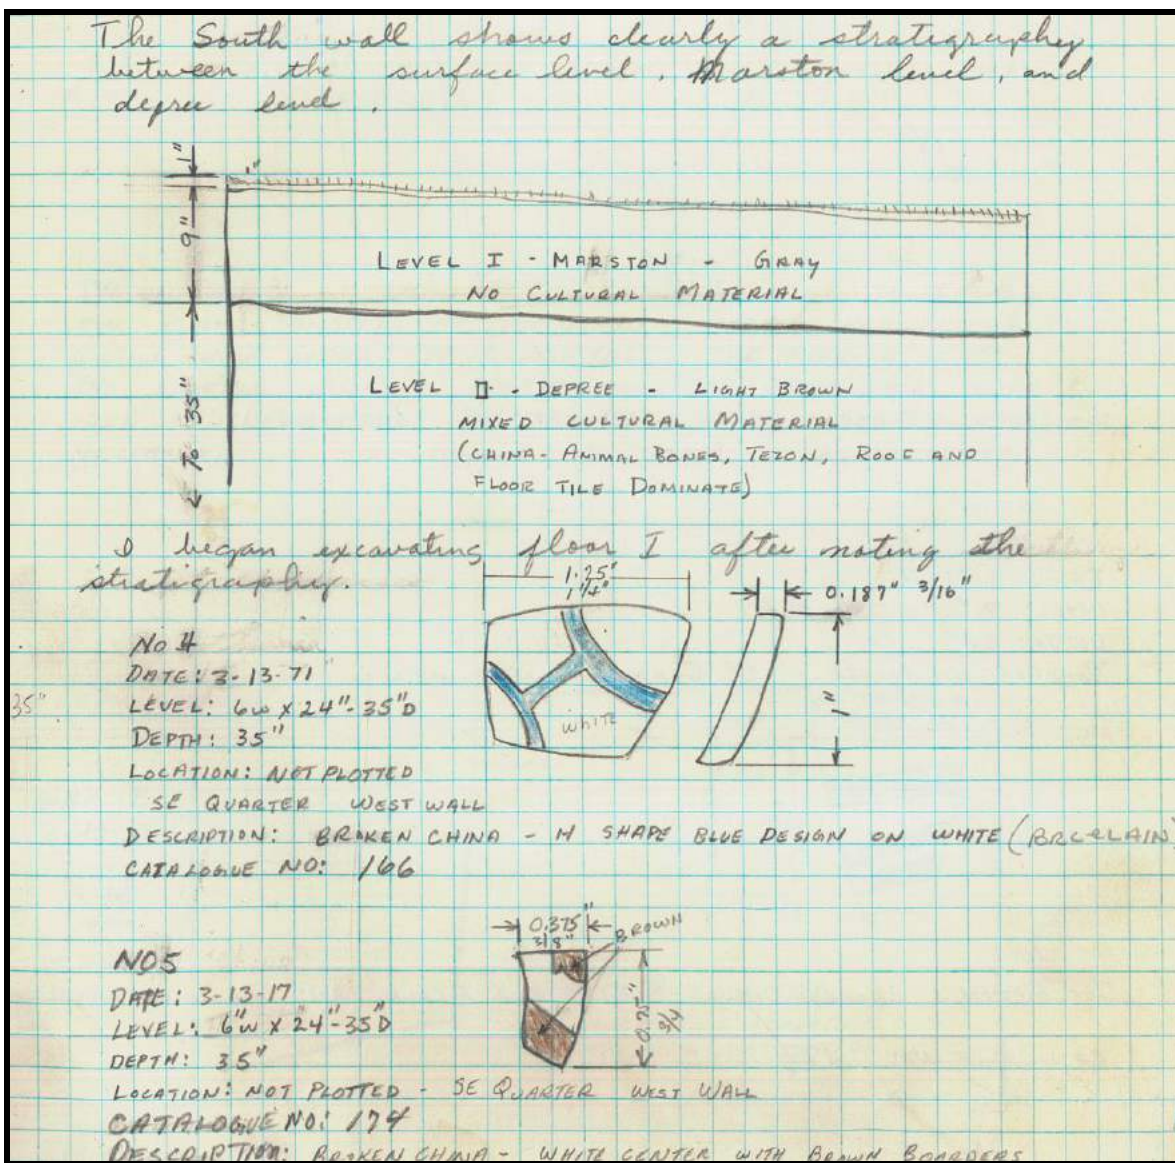 The South wall shows clearly a stratigraphy
between the surface level, Marston level, and
depree level.
1"
1"
9"
LEVEL I - MARSTON - GRAY
NO CULTURAL MATERIAL
TO 35"
LEVEL II - DEPREE - LIGHT BROWN
MIXED CULTURAL MATERIAL
(CHINA- ANIMAL BONES, TEZON, ROOF AND
FLOOR TILE DOMINATE)
I began excavating floor I after noting the
stratigraphy.
1.25"
1 1/4"
0.187" 3/16"
WHITE
1"
NO 4
DATE: 3-13-71
35"
LEVEL: 6W X 24"-35"D
DEPTH: 35"
LOCATION: NOT PLOTTED
SE QUARTER WEST WALL
DESCRIPTION: BROKEN CHINA - H SHAPE BLUE DESIGN ON WHITE
CATALOGUE NO: 166
0.375"
3/8"
BROWN
0.75"
3/4
NO5
DATE: 3-13-17
LEVEL: 6"W X 24"-35"D
DEPTH: 35"
LOCATION: NOT PLOTTED - SE QUARTER WEST WALL
CATALOGUE NO: 174
DESCRIPTION: BROKEN CHINA - WHITE CENTER WITH BROWN BOARDERS